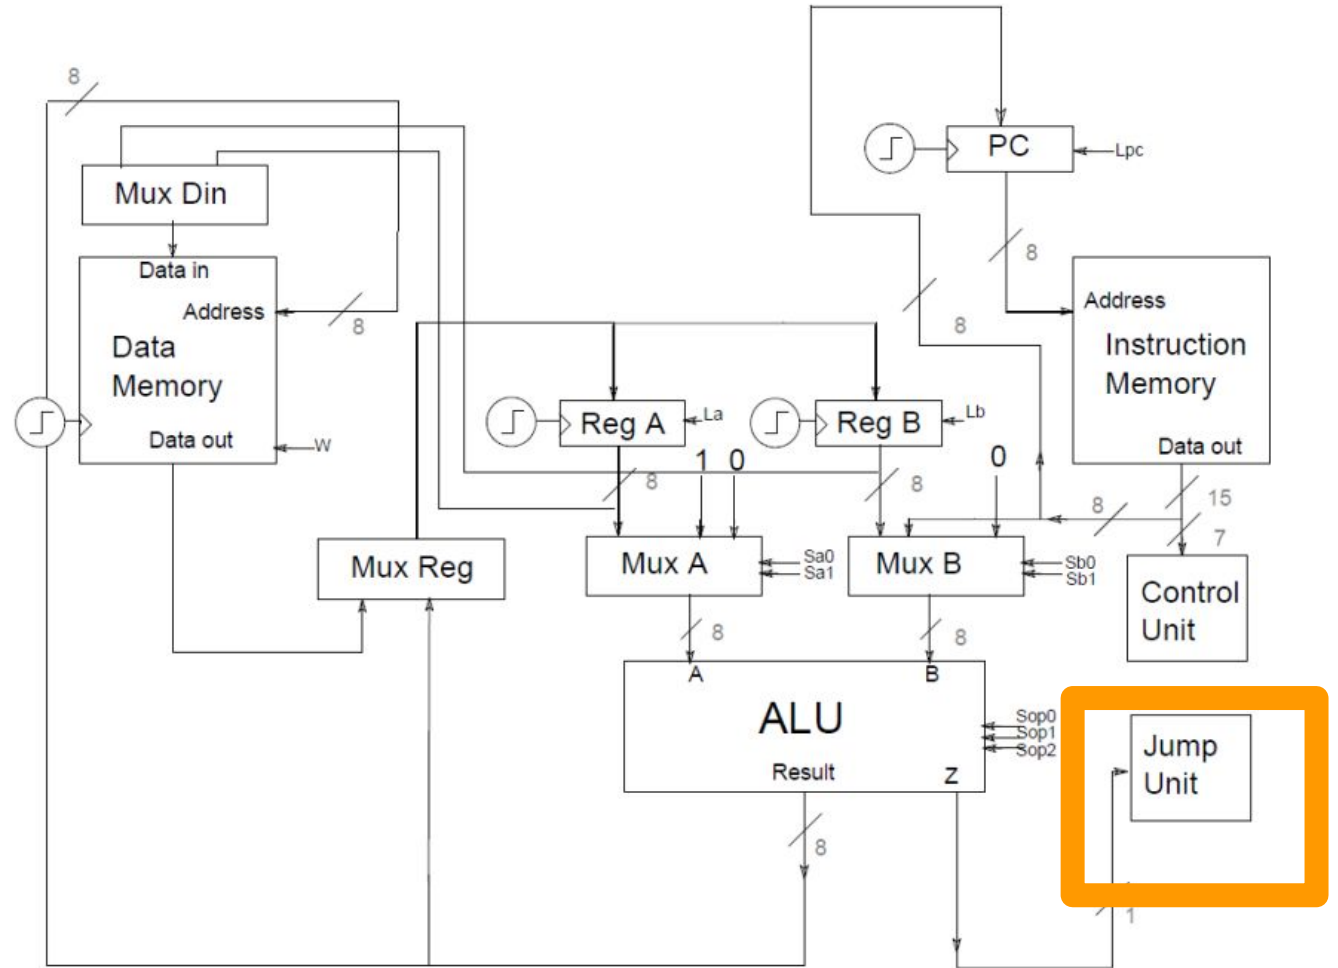 8
Mux Din
Data in
Address
Data
Memory
Data out
W
8
PC
Lpc
8
8
Address
Instruction
Memory
Data out
Reg A
La
Reg B
Lb
8
1 0
8
0
8
15
7
Mux Reg
Mux A
Sa0
Sa1
Mux B
Sb0
Sb1
Control
Unit
8
8
A
B
ALU
Result
Z
Sop0
Sop1
Sop2
Jump
Unit
8
1